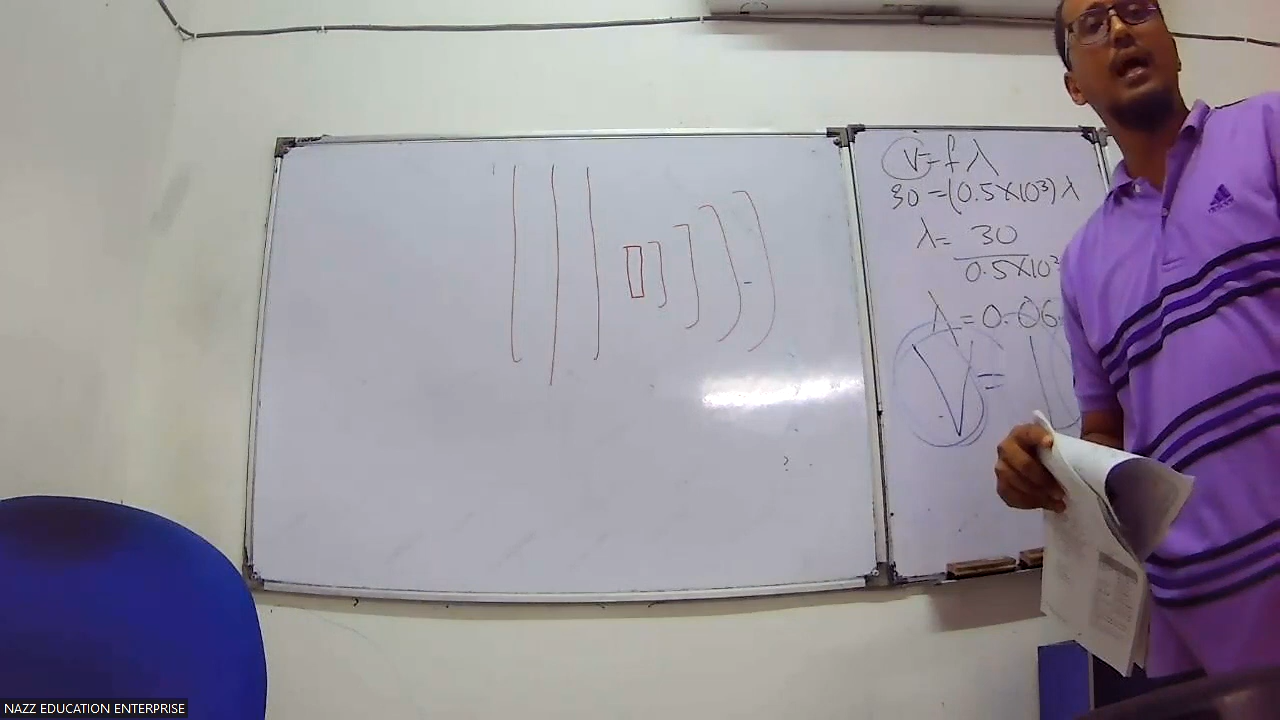 V = f λ
30 = (0.5 X 10³) λ
λ = 30
0.5 X 10³
λ = 0.06
V =
?
NAZZ EDUCATION ENTERPRISE